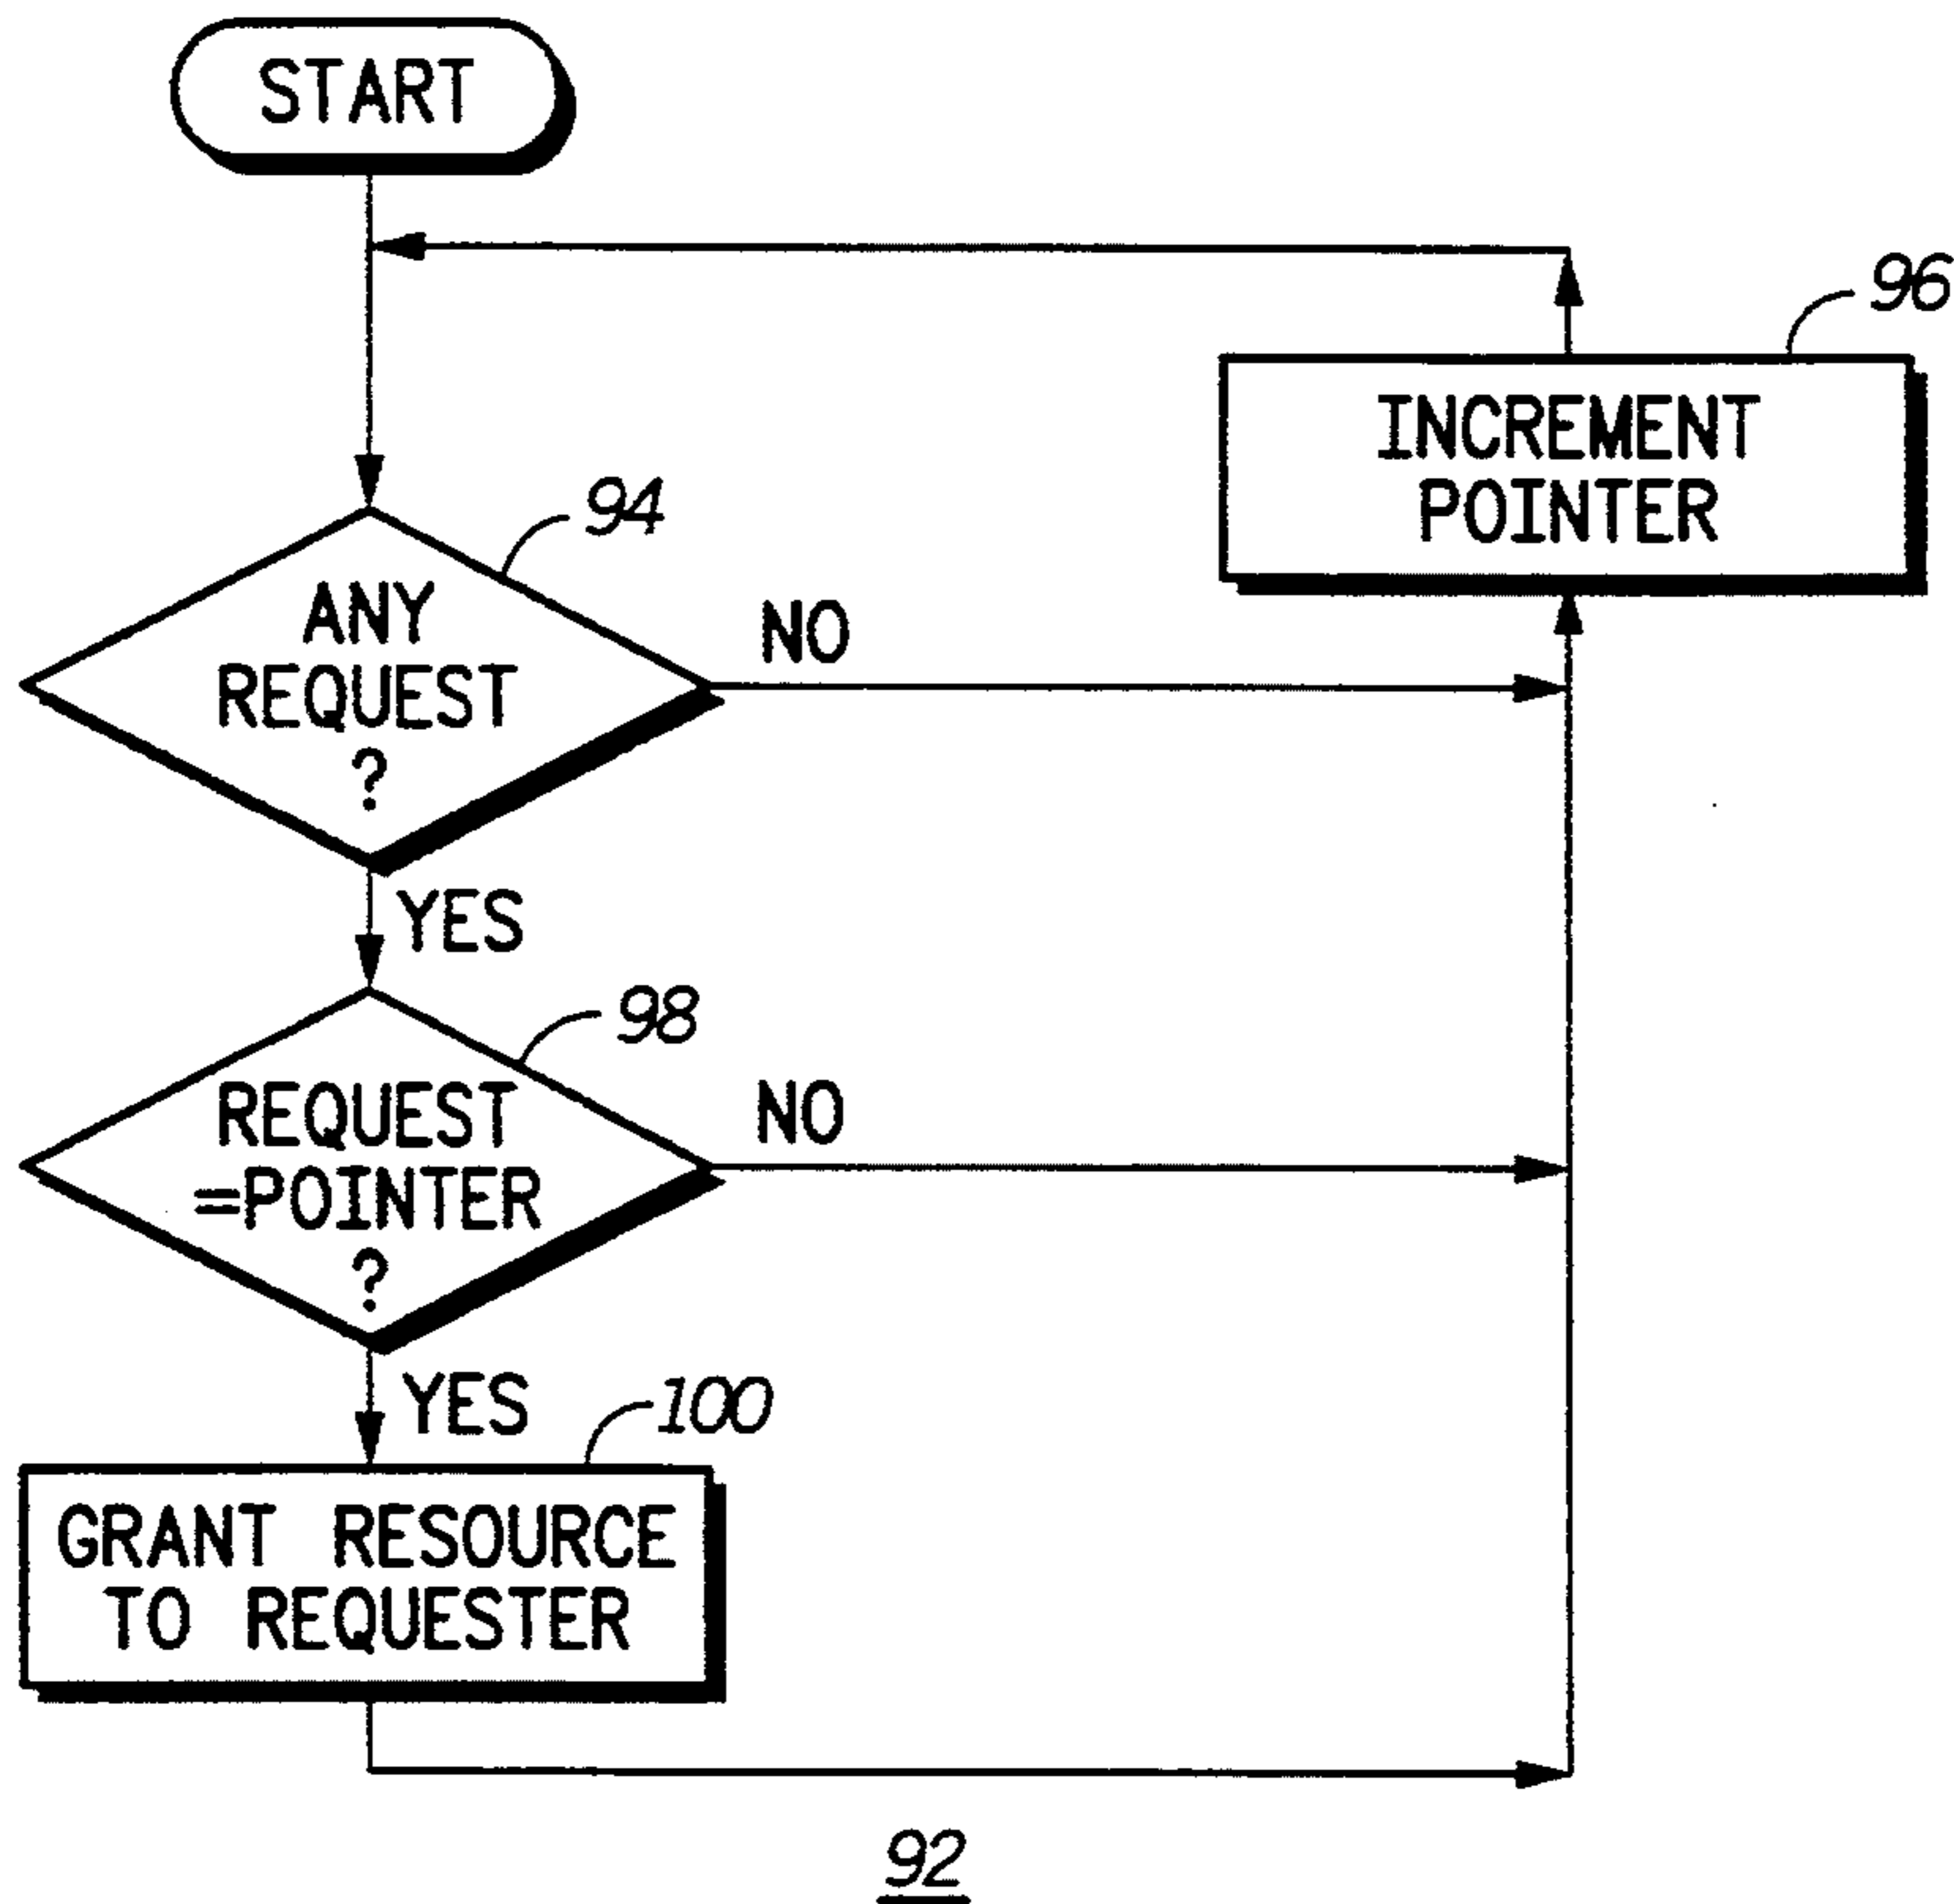 START
96
INCREMENT
POINTER
94
ANY
REQUEST
?
NO
YES
98
REQUEST
=POINTER
?
NO
YES
100
GRANT RESOURCE
TO REQUESTER
92